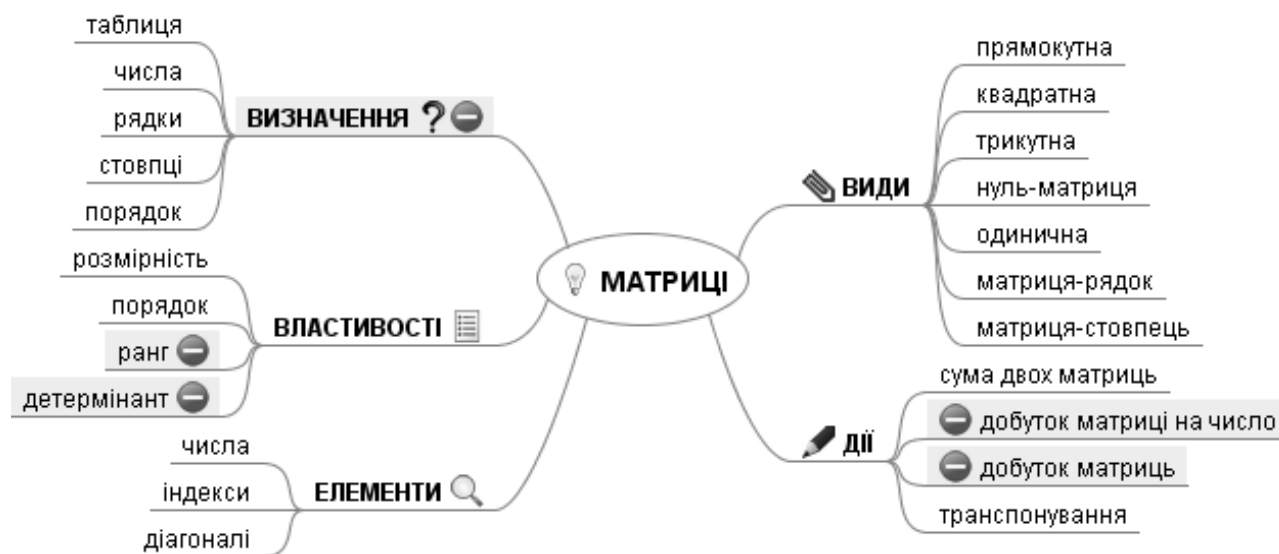 МАТРИЦІ
ВИЗНАЧЕННЯ
таблиця
числа
рядки
стовпці
порядок
ВЛАСТИВОСТІ
розмірність
порядок
ранг
детермінант
ЕЛЕМЕНТИ
числа
індекси
діагоналі
ВИДИ
прямокутна
квадратна
трикутна
нуль-матриця
одинична
матриця-рядок
матриця-стовпець
ДІЇ
сума двох матриць
добуток матриці на число
добуток матриць
транспонування